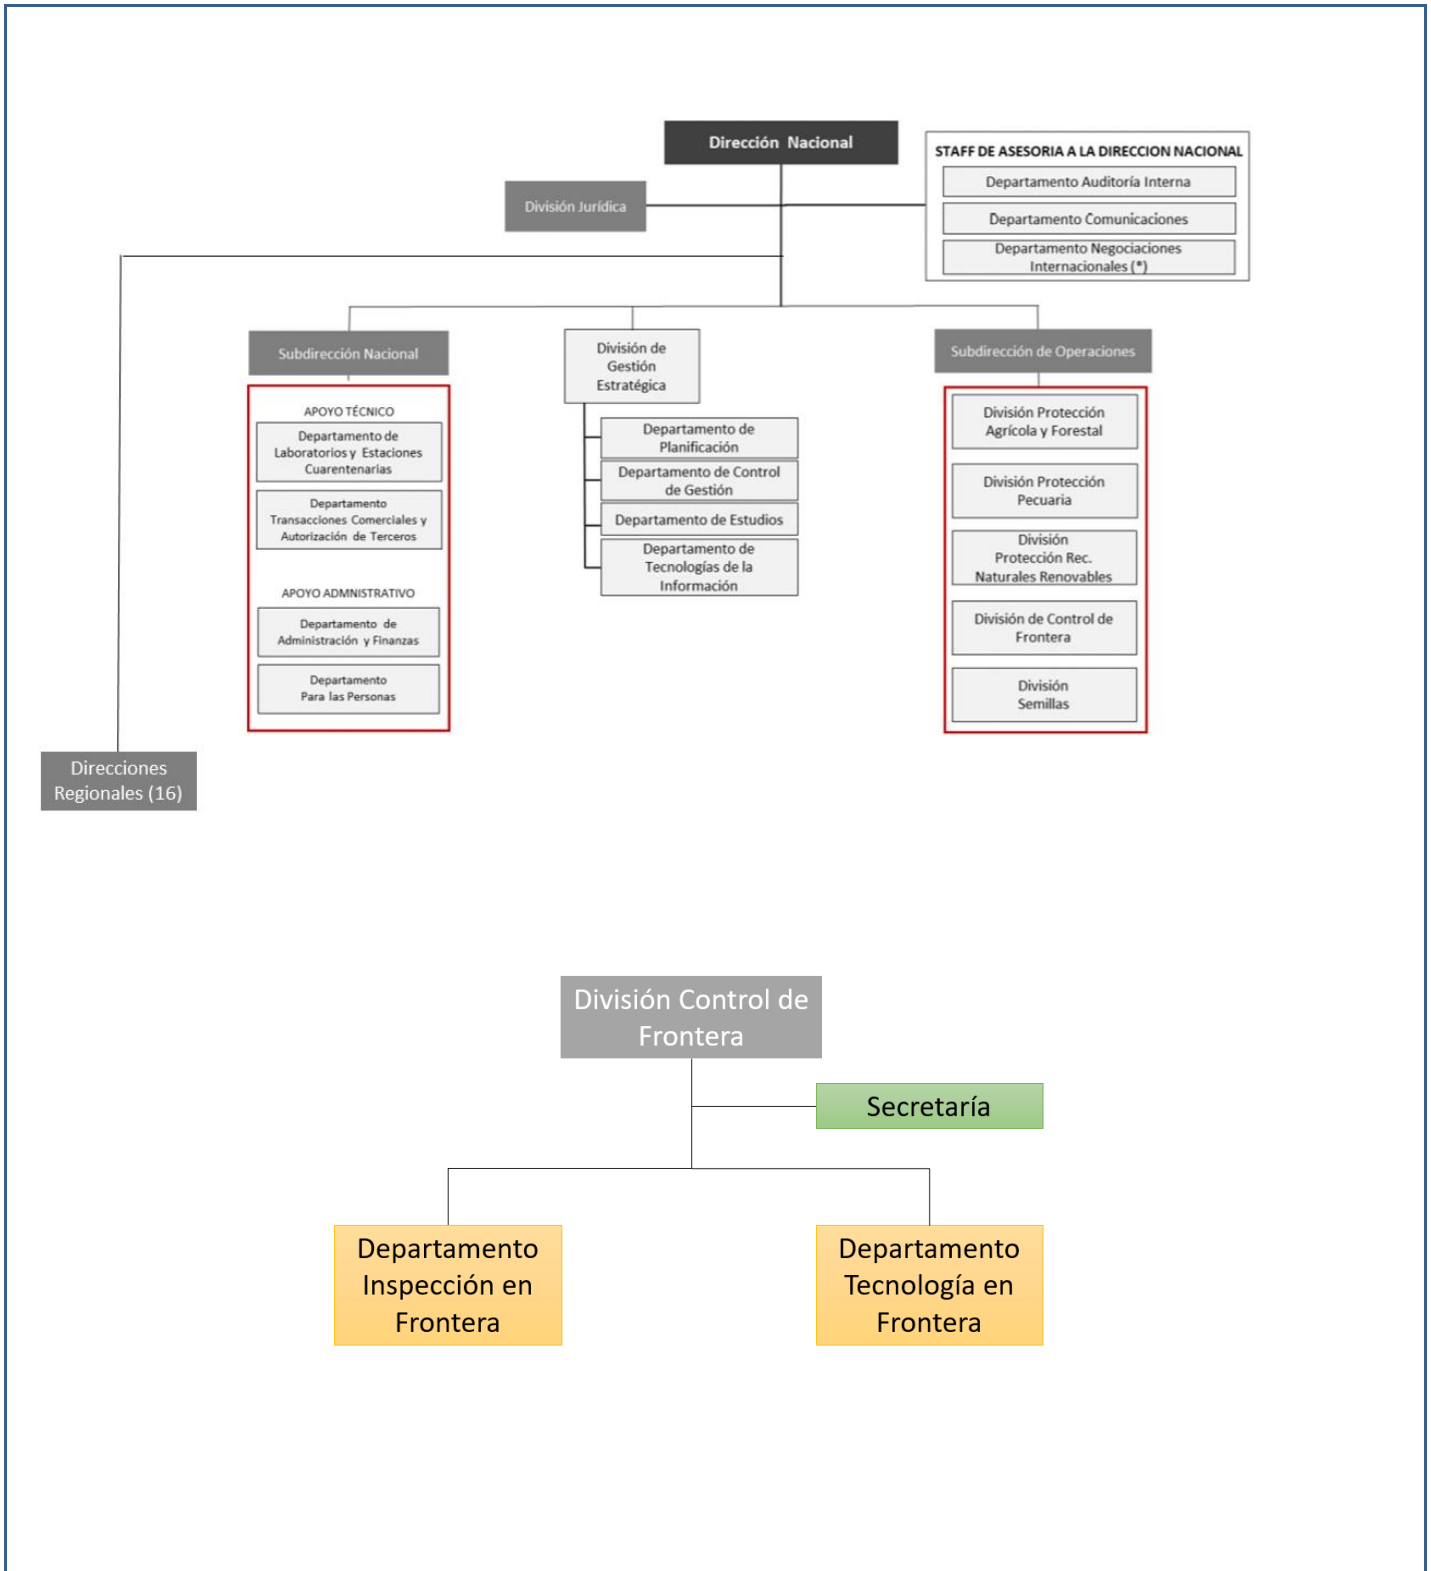 Dirección Nacional
STAFF DE ASESORIA A LA DIRECCION NACIONAL
Departamento Auditoría Interna
Departamento Comunicaciones
Departamento Negociaciones
Internacionales (*)
División Jurídica
Subdirección Nacional
APOYO TÉCNICO
Departamento de
Laboratorios y Estaciones
Cuarentenarias
Departamento
Transacciones Comerciales y
Autorización de Terceros
APOYO ADMNISTRATIVO
Departamento de
Administración y Finanzas
Departamento
Para las Personas
División de
Gestión
Estratégica
Departamento de
Planificación
Departamento de Control
de Gestión
Departamento de Estudios
Departamento de
Tecnologías de la
Información
Subdirección de Operaciones
División Protección
Agrícola y Forestal
División Protección
Pecuaria
División
Protección Rec.
Naturales Renovables
División de Control de
Frontera
División
Semillas
Direcciones
Regionales (16)
División Control de
Frontera
Secretaría
Departamento
Inspección en
Frontera
Departamento
Tecnología en
Frontera